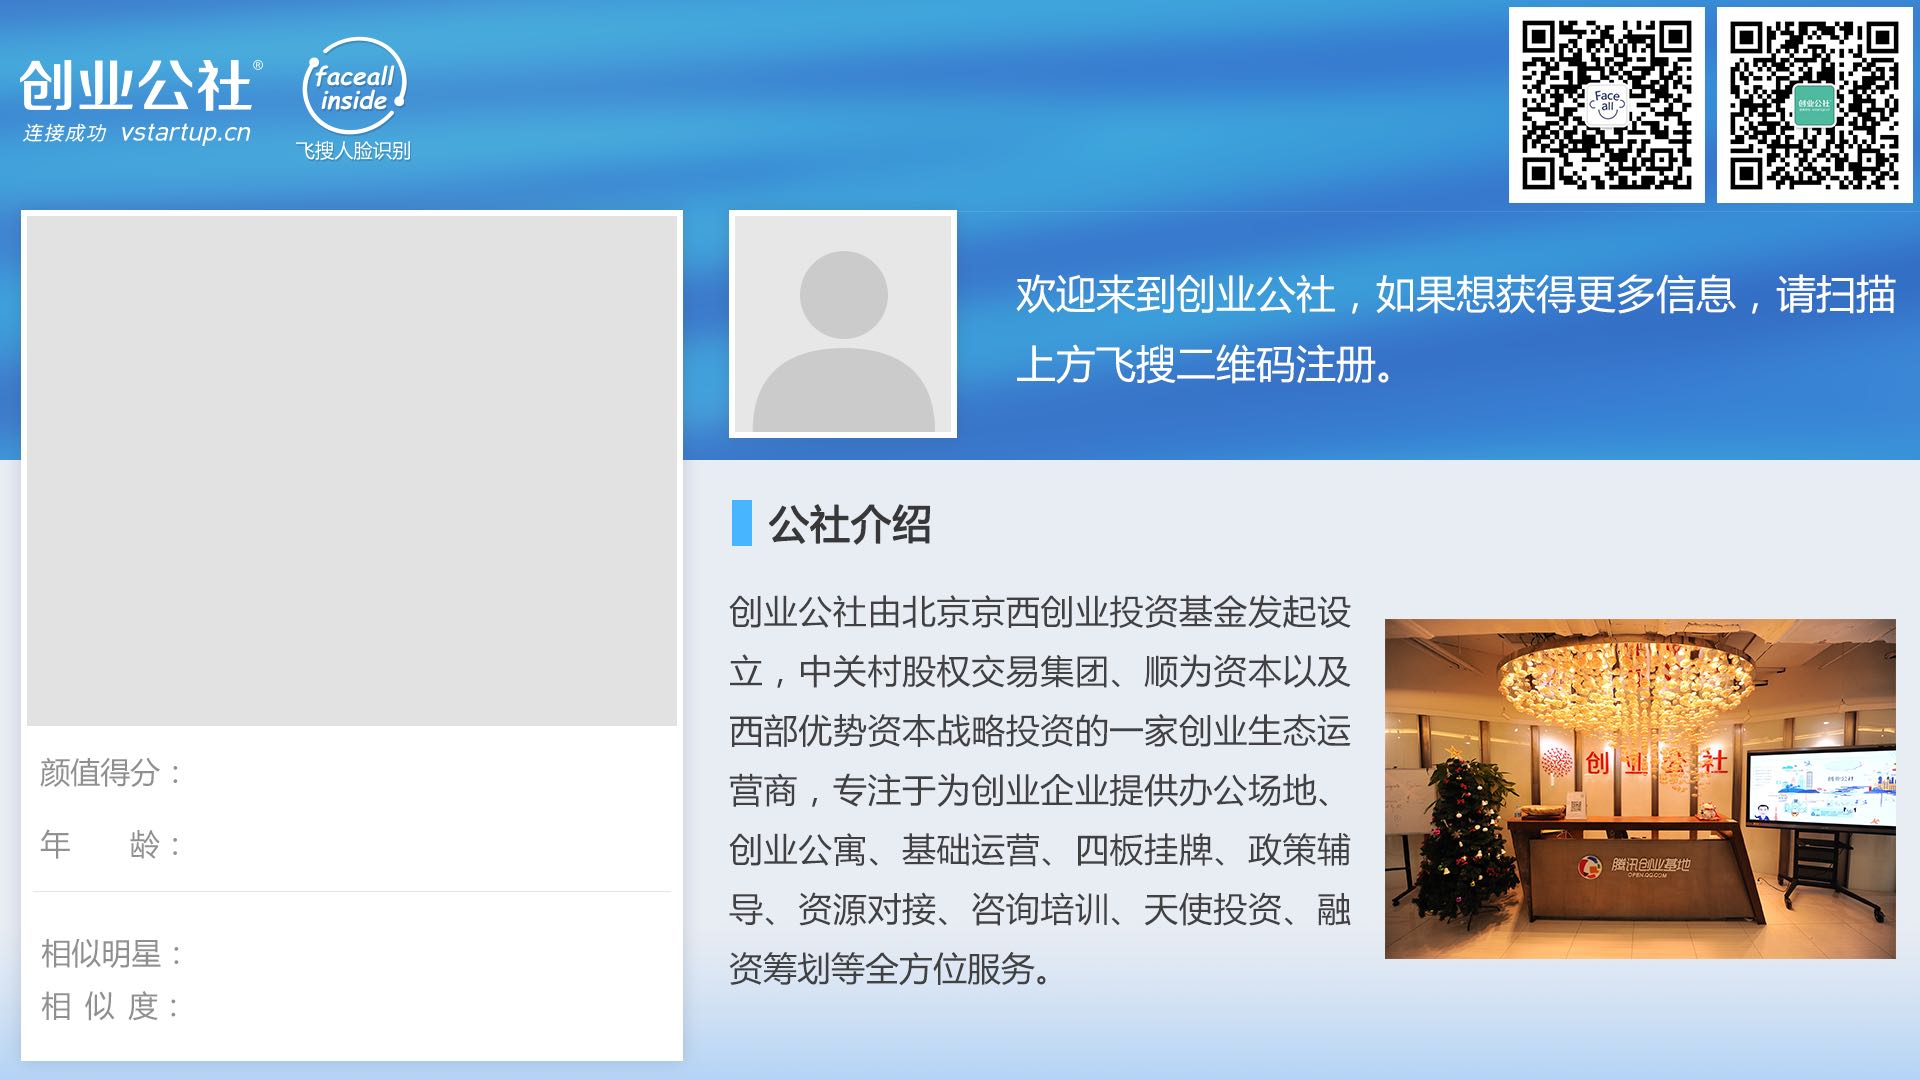 创业公社®
连接成功 vstartup.cn
faceall
inside
飞搜人脸识别
Face
all
创业公社
欢迎来到创业公社，如果想获得更多信息，请扫描
上方飞搜二维码注册。
颜值得分：
年龄：
相似明星：
相似度：
公社介绍
创业公社由北京京西创业投资基金发起设
立，中关村股权交易集团、顺为资本以及
西部优势资本战略投资的一家创业生态运
营商，专注于为创业企业提供办公场地、
创业公寓、基础运营、四板挂牌、政策辅
导、资源对接、咨询培训、天使投资、融
资筹划等全方位服务。
创业公社
创业公社
腾讯创业基地
OPEN.QQ.COM